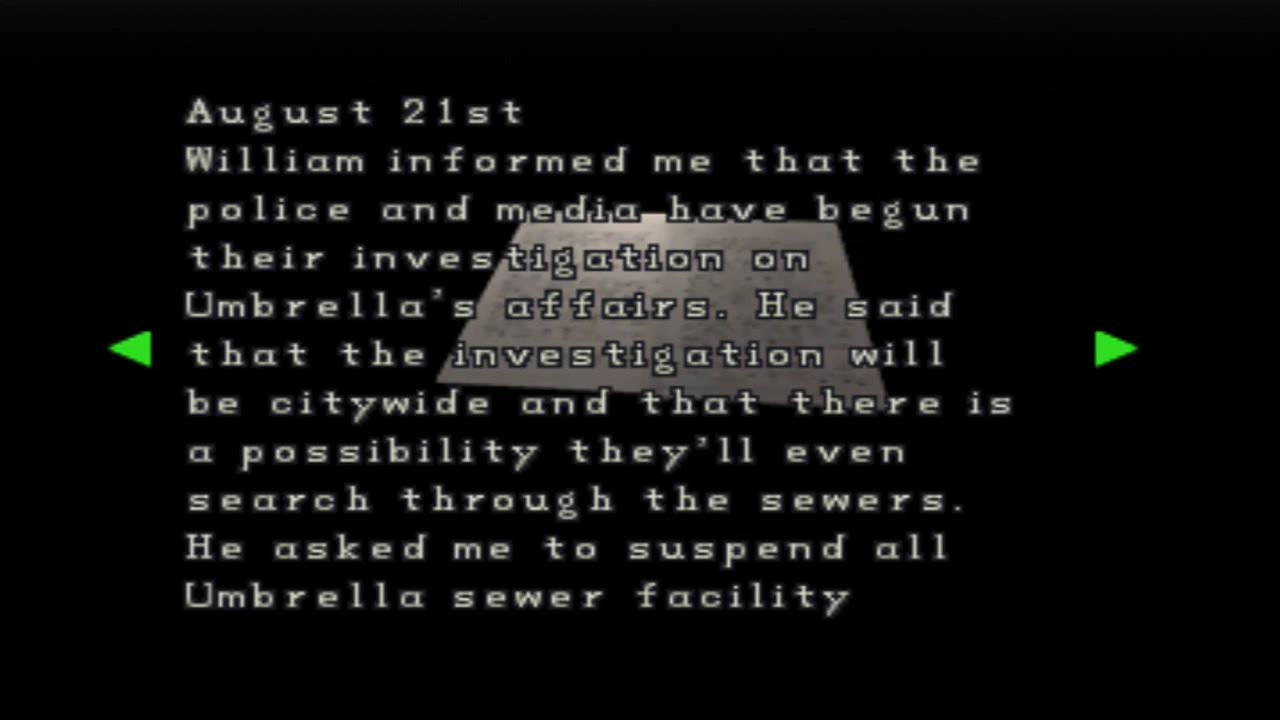 August 21st
William informed me that the
police and media have begun
their investigation on
Umbrella's affairs. He said
that the investigation will
be citywide and that there is
a possibility they'll even
search through the sewers.
He asked me to suspend all
Umbrella sewer facility